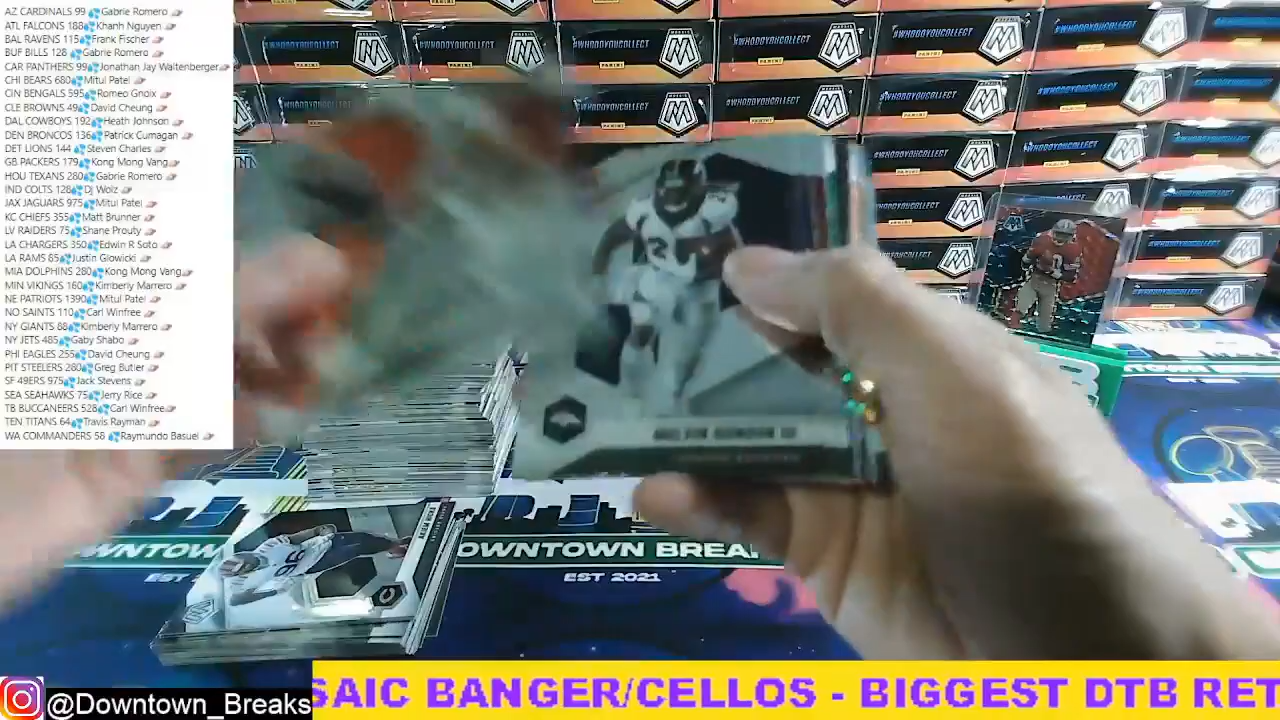 AZ CARDINALS 99💦Gabrie Romero🏉
ATL FALCONS 188💦Khanh Nguyen🏉
BAL RAVENS 115💦Frank Fischer🏉
BUF BILLS 128💦Gabrie Romero🏉
CAR PANTHERS 99💦Jonathan Jay Waltenberger🏉
CHI BEARS 680💦Mitul Patel🏉
CIN BENGALS 595💦Romeo Gnoix🏉
CLE BROWNS 49💦David Cheung🏉
DAL COWBOYS 192💦Heath Johnson🏉
DEN BRONCOS 136💦Patrick Cumagan🏉
DET LIONS 144💦Steven Charles🏉
GB PACKERS 179💦Kong Mong Vang🏉
HOU TEXANS 280💦Gabrie Romero🏉
IND COLTS 128💦DJ Wolz🏉
JAX JAGUARS 975💦Mitul Patel🏉
KC CHIEFS 355💦Matt Brunner🏉
LV RAIDERS 75💦Shane Prouty🏉
LA CHARGERS 350💦Edwin R Soto🏉
LA RAMS 65💦Justin Glowicki🏉
MIA DOLPHINS 280💦Kong Mong Vang🏉
MIN VIKINGS 160💦Kimberly Marrero🏉
NE PATRIOTS 1390💦Mitul Patel🏉
NO SAINTS 110💦Carl Winfree🏉
NY GIANTS 88💦Kimberly Marrero🏉
NY JETS 485💦Gaby Shabo🏉
PHI EAGLES 255💦David Cheung🏉
PIT STEELERS 280💦Greg Butler🏉
SF 49ERS 975💦Jack Stevens🏉
SEA SEAHAWKS 75💦Jerry Rice🏉
TB BUCCANEERS 528💦Carl Winfree🏉
TEN TITANS 64💦Travis Rayman🏉
WA COMMANDERS 58💦Raymundo Basuel🏉
#WHODOYOUCOLLECT
PANINI
MELVIN GORDON III
OWNTOWN BREA
EST 2021
@Downtown_Breaks
SAIC BANGER/CELLOS - BIGGEST DTB RET